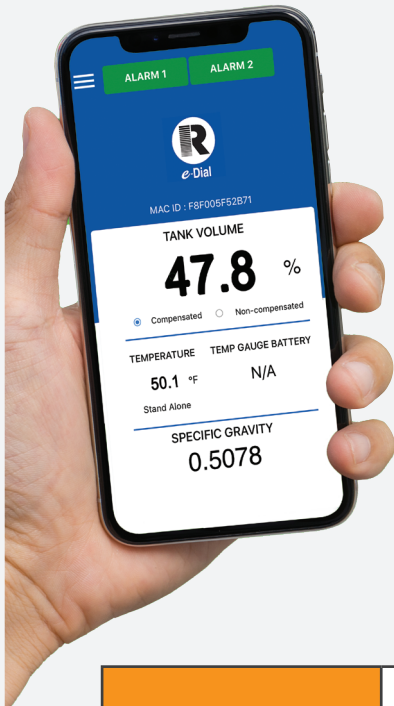 ALARM 1 ALARM 2
R
e-Dial
MAC ID : F8F005F52B71
TANK VOLUME
47.8 %
Compensated Non-compensated
TEMPERATURE TEMP GAUGE BATTERY
50.1 °F N/A
Stand Alone
SPECIFIC GRAVITY
0.5078